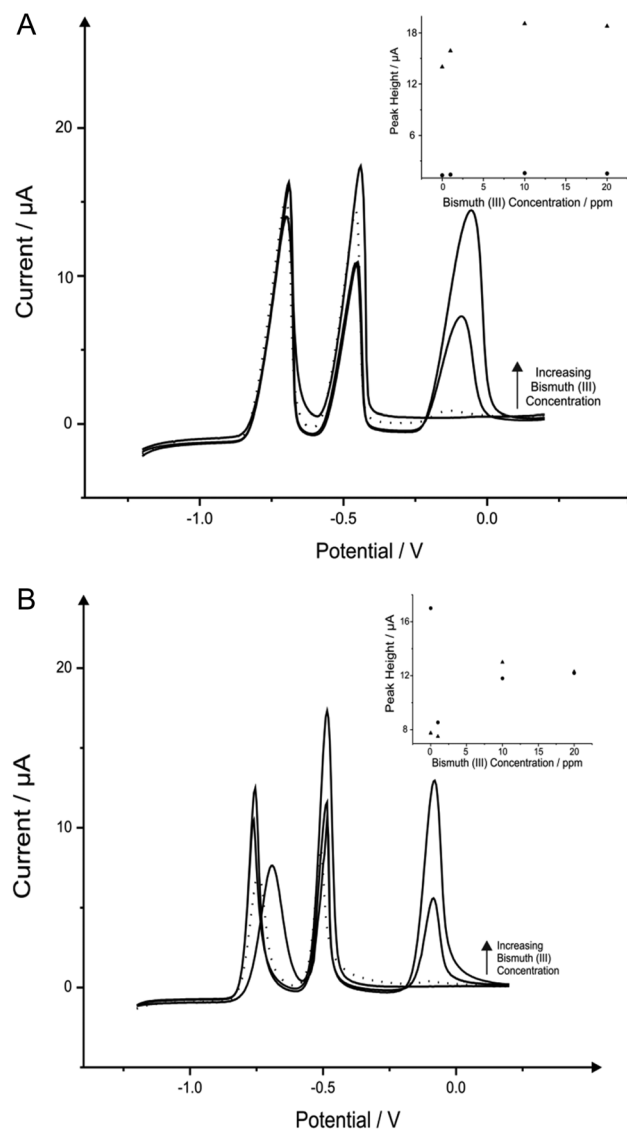 A
Current / µA
20
10
0
-1.0
-0.5
0.0
Potential / V
Peak Height / µA
18
12
6
0
5
10
15
20
Bismuth (III) Concentration / ppm
Increasing
Bismuth (III)
Concentration
B
Current / µA
20
10
0
-1.0
-0.5
0.0
Potential / V
Peak Height / µA
16
12
8
0
5
10
15
20
Bismuth (III) Concentration / ppm
Increasing
Bismuth (III)
Concentration